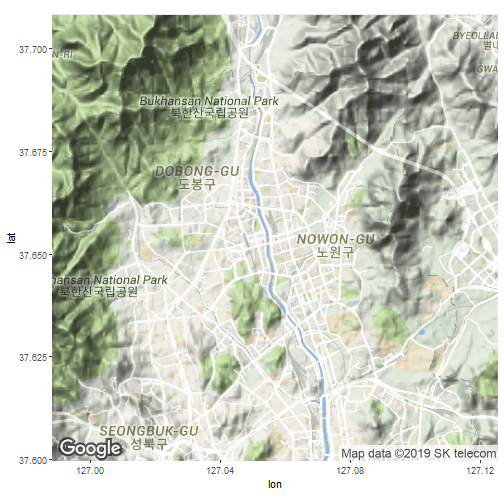 37.700
37.675
37.650
37.625
37.600
lat
N-RI
BYEOLLA
별내
GWA
Bukhansan National Park
북한산국립공원
DOBONG-GU
도봉구
NOWON-GU
노원구
hansan National Park
북한산국립공원
SEONGBUK-GU
성북구
Google
Map data ©2019 SK telecom
127.00
127.04
127.08
127.12
lon